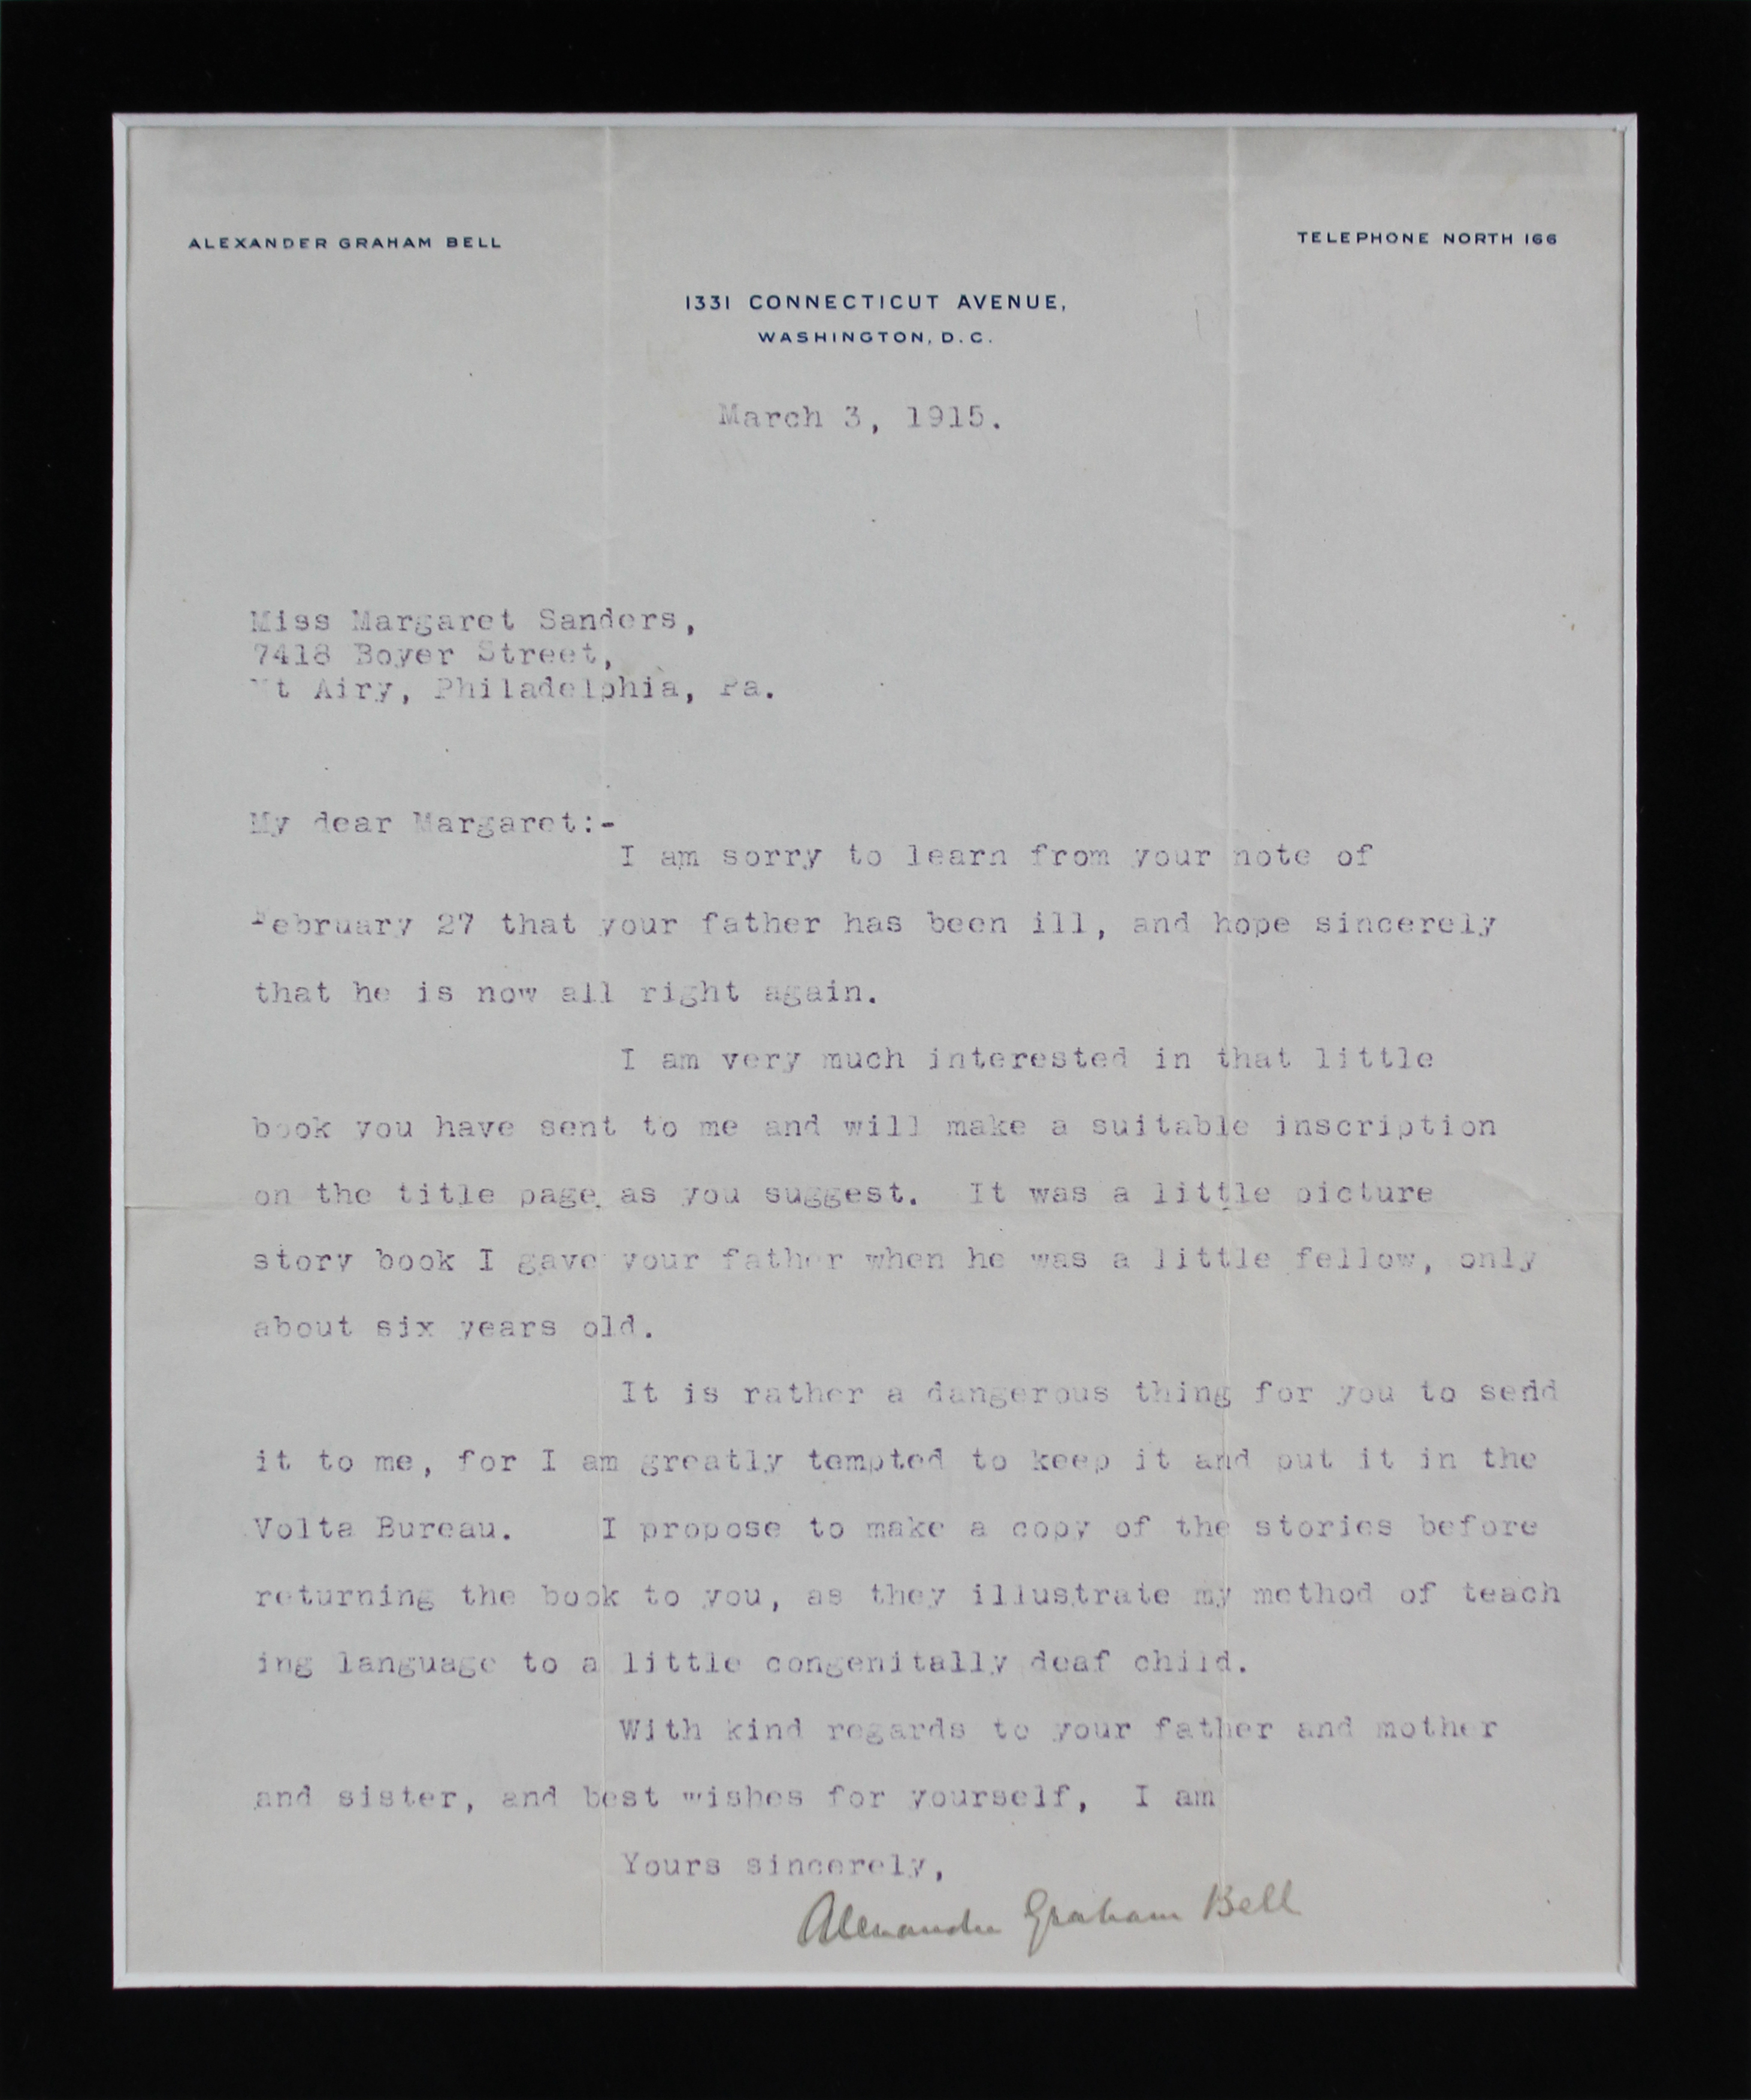 ALEXANDER GRAHAM BELL
TELEPHONE NORTH 166
1331 CONNECTICUT AVENUE,
WASHINGTON, D.C.
March 3, 1915.
Miss Margaret Sanders,
7418 Boyer Street,
Mt Airy, Philadelphia, Pa.
My dear Margaret:-
I am sorry to learn from your note of
February 27 that your father has been ill, and hope sincerely
that he is now all right again.
I am very much interested in that little
book you have sent to me and will make a suitable inscription
on the title page as you suggest. It was a little picture
story book I gave your father when he was a little fellow, only
about six years old.
It is rather a dangerous thing for you to send
it to me, for I am greatly tempted to keep it and put it in the
Volta Bureau. I propose to make a copy of the stories before
returning the book to you, as they illustrate my method of teach
ing language to a little congenitally deaf child.
With kind regards to your father and mother
and sister, and best wishes for yourself, I am
Yours sincerely,
Alexander Graham Bell